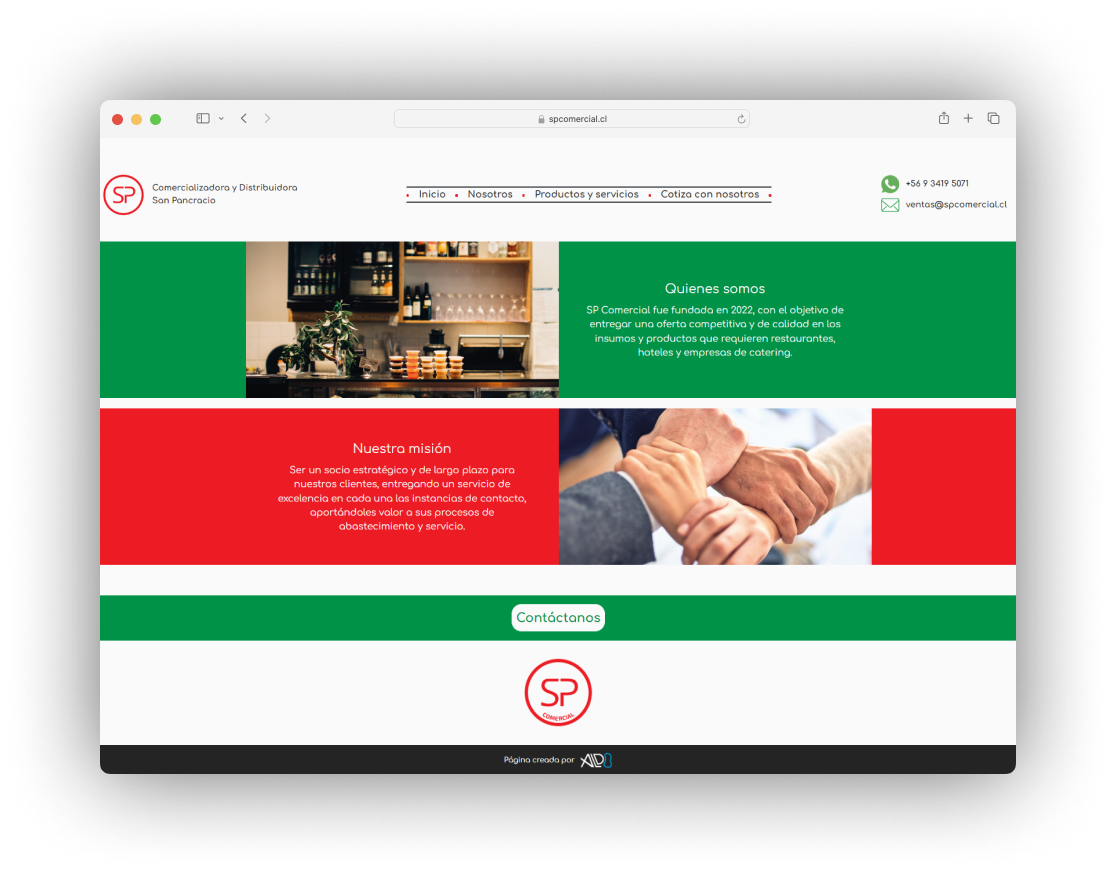 spcomercial.cl
SP
Comercializadora y Distribuidora
San Pancracio
Inicio • Nosotros • Productos y servicios • Cotiza con nosotros
+56 9 3419 5071
ventas@spcomercial.cl
Quienes somos
SP Comercial fue fundada en 2022, con el objetivo de
entregar una oferta competitiva y de calidad en los
insumos y productos que requieren restaurantes,
hoteles y empresas de catering.
Nuestra misión
Ser un socio estratégico y de largo plazo para
nuestros clientes, entregando un servicio de
excelencia en cada una las instancias de contacto,
aportándoles valor a sus procesos de
abastecimiento y servicio.
Contáctanos
SP
COMERCIAL
Página creada por